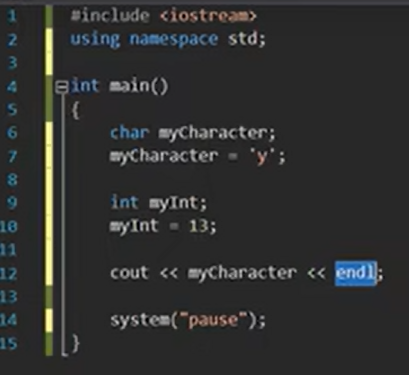 1 #include <iostream>
2 using namespace std;
3
4 int main()
5 {
6 char myCharacter;
7 myCharacter = 'y';
8
9 int myInt;
10 myInt = 13;
11
12 cout << myCharacter << endl;
13
14 system("pause");
15 }